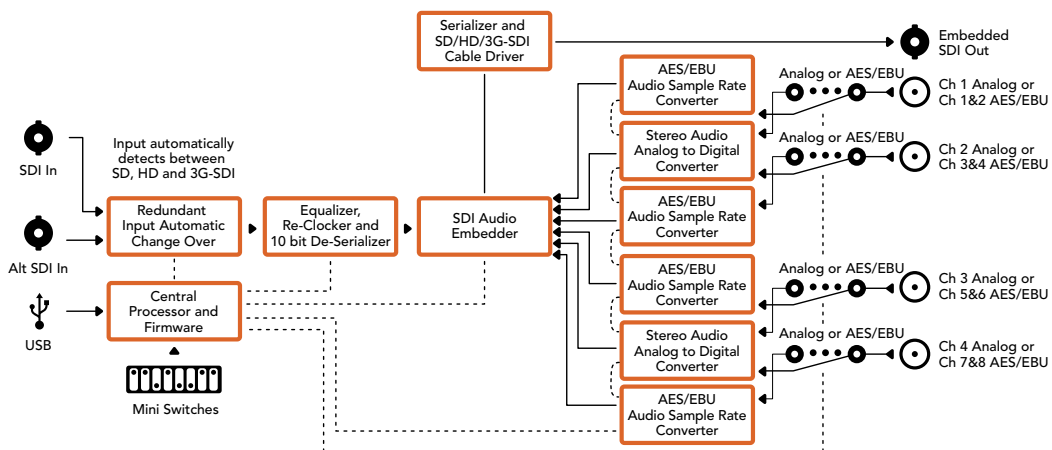 Serializer and
SD/HD/3G-SDI
Cable Driver
Embedded
SDI Out
AES/EBU
Audio Sample Rate
Converter
Analog or AES/EBU
Ch 1 Analog or
Ch 1&2 AES/EBU
SDI In
Input automatically
detects between
SD, HD and 3G-SDI
Stereo Audio
Analog to Digital
Converter
Analog or AES/EBU
Ch 2 Analog or
Ch 3&4 AES/EBU
Alt SDI In
Redundant
Input Automatic
Change Over
Equalizer,
Re-Clocker and
10 bit De-Serializer
SDI Audio
Embedder
AES/EBU
Audio Sample Rate
Converter
USB
Central
Processor and
Firmware
AES/EBU
Audio Sample Rate
Converter
Analog or AES/EBU
Ch 3 Analog or
Ch 5&6 AES/EBU
Mini Switches
Stereo Audio
Analog to Digital
Converter
Analog or AES/EBU
Ch 4 Analog or
Ch 7&8 AES/EBU
AES/EBU
Audio Sample Rate
Converter